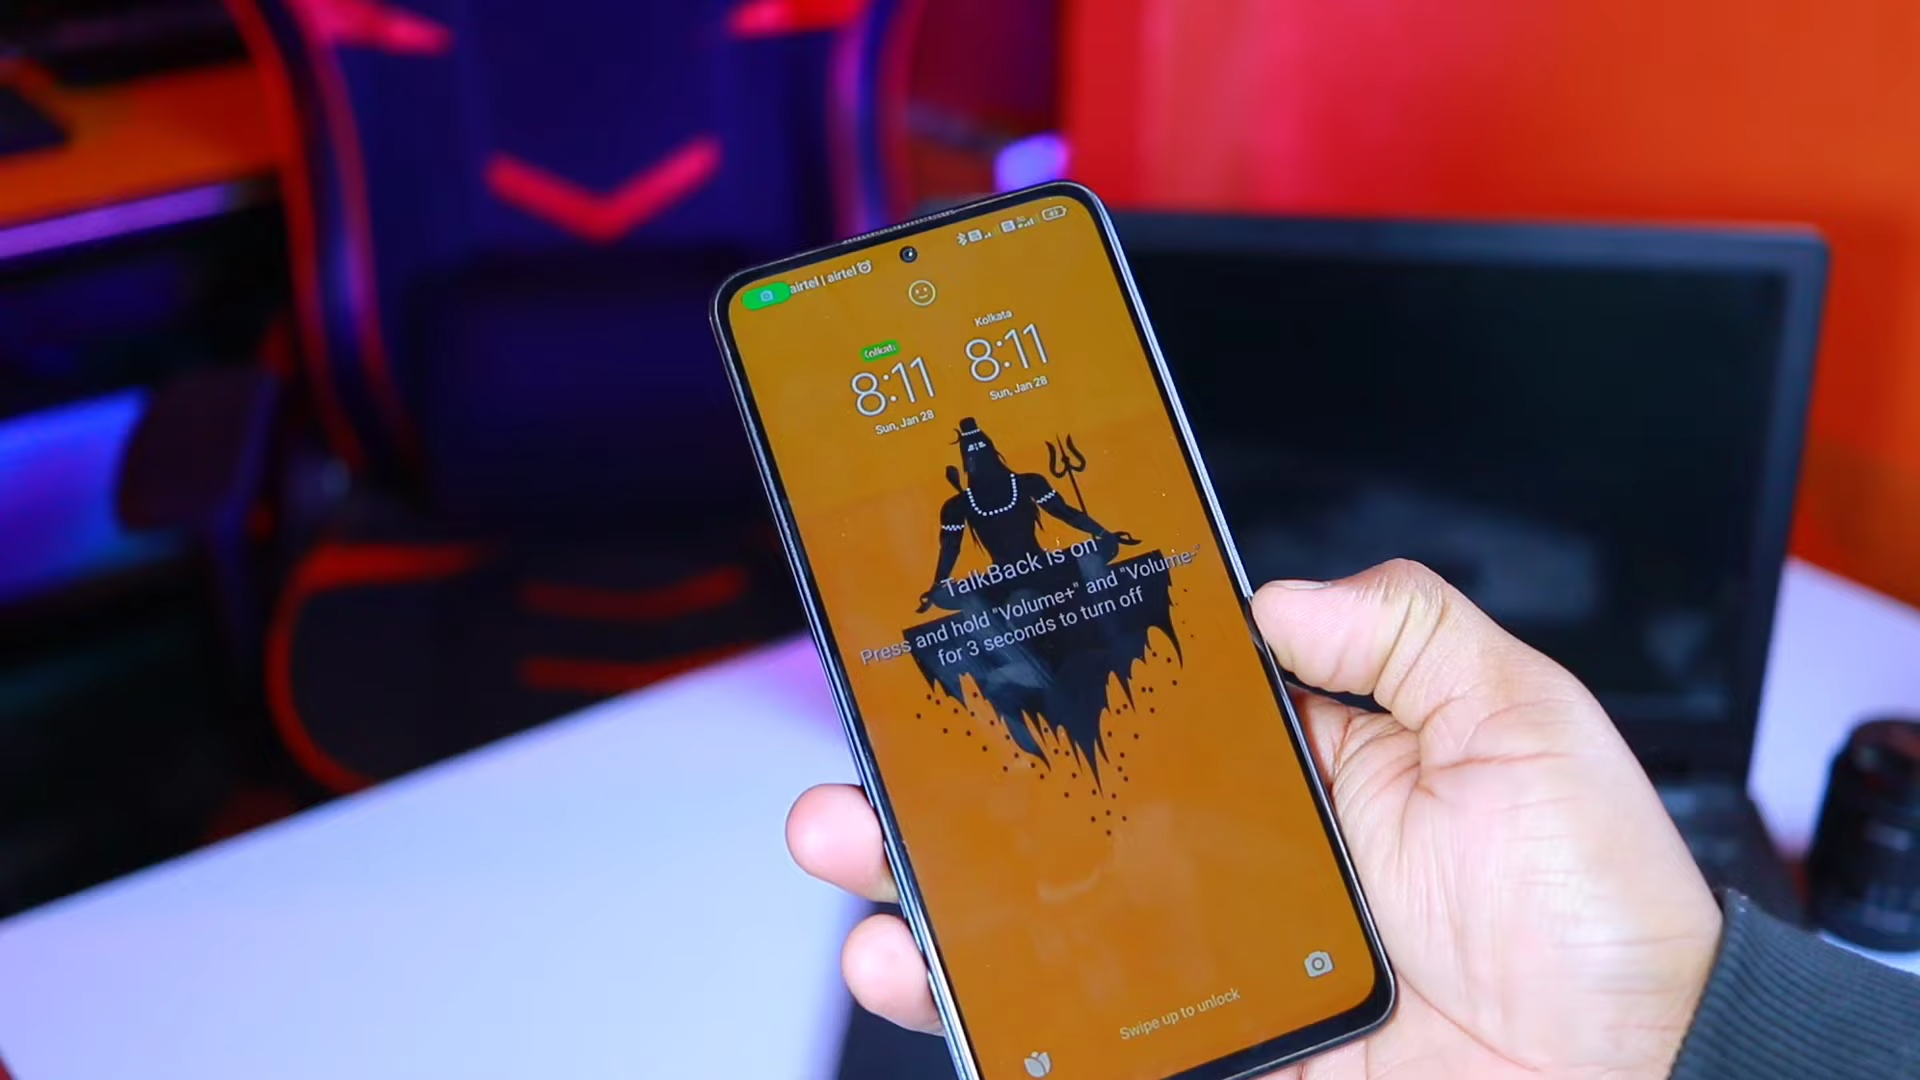 airtel | airtel
Kolkata
8:11
Sun, Jan 28
Kolkata
8:11
Sun, Jan 28
TalkBack is on
Press and hold "Volume+" and "Volume-"
for 3 seconds to turn off
Swipe up to unlock